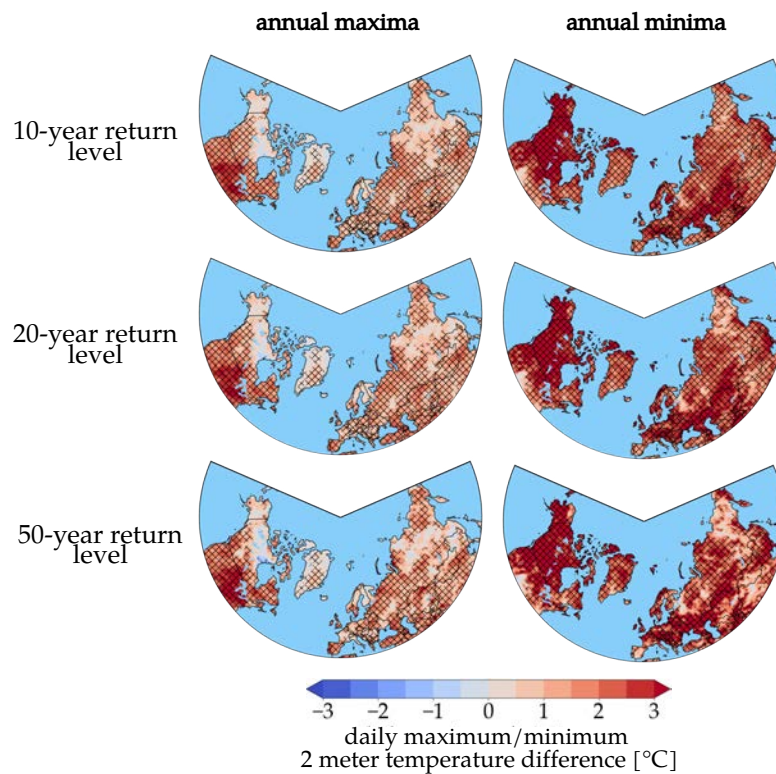 annual maxima
annual minima
10-year return
level
20-year return
level
50-year return
level
−3
−2
−1
0
1
2
3
daily maximum/minimum
2 meter temperature difference [°C]